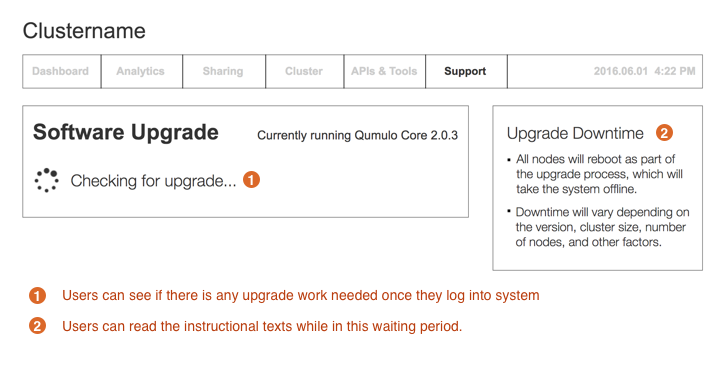 Clustername
Dashboard Analytics Sharing Cluster APIs & Tools Support 2016.06.01 4:22 PM
Software Upgrade
Currently running Qumulo Core 2.0.3
Checking for upgrade... 1
Upgrade Downtime 2
• All nodes will reboot as part of
the upgrade process, which will
take the system offline.
• Downtime will vary depending on
the version, cluster size, number
of nodes, and other factors.
1 Users can see if there is any upgrade work needed once they log into system
2 Users can read the instructional texts while in this waiting period.